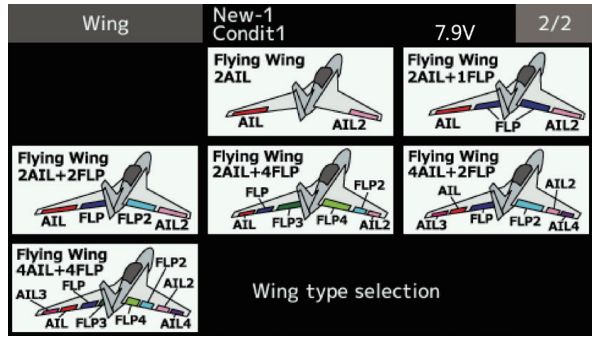 Wing
New-1
Condit1
7.9V
2/2
Flying Wing
2AIL
AIL
AIL2
Flying Wing
2AIL+1FLP
AIL
FLP
AIL2
Flying Wing
2AIL+2FLP
AIL
FLP
FLP2
AIL2
Flying Wing
2AIL+4FLP
FLP
FLP2
AIL
FLP3
FLP4
AIL2
Flying Wing
4AIL+2FLP
AIL
AIL2
AIL3
FLP
FLP2
AIL4
Flying Wing
4AIL+4FLP
FLP
FLP2
AIL3
AIL2
AIL
FLP3
FLP4
AIL4
Wing type selection